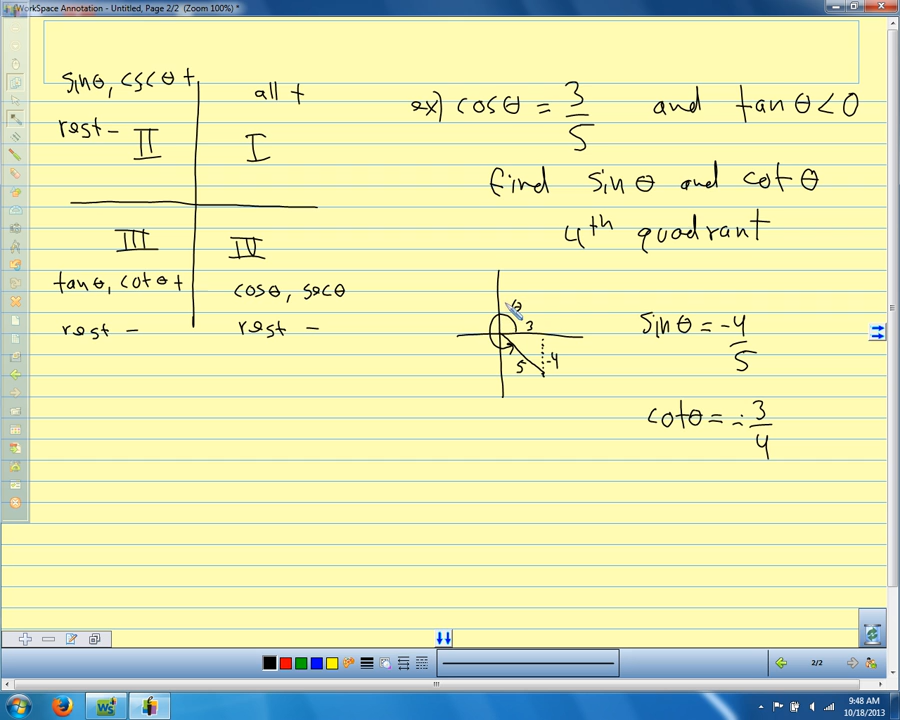 WorkSpace Annotation - Untitled, Page 2/2 (Zoom 100%) *
sinθ, cscθ +
rest -
II
all +
I
III
tanθ, cotθ +
rest -
IV
cosθ, secθ
rest -
ex) cosθ = 3/5 and tanθ < 0
find sinθ and cotθ
4th quadrant
θ
3
5
-4
sinθ = -4/5
cotθ = -3/4
2/2
9:48 AM
10/18/2013